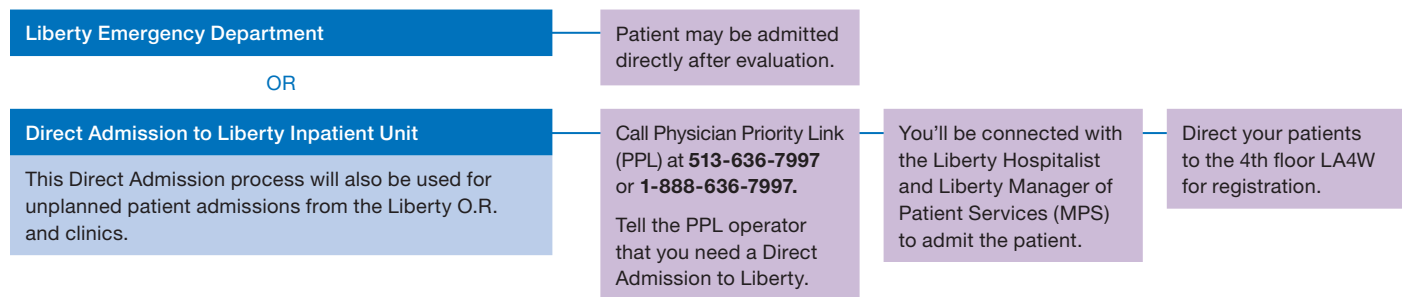 Liberty Emergency Department
Patient may be admitted
directly after evaluation.
OR
Direct Admission to Liberty Inpatient Unit
This Direct Admission process will also be used for
unplanned patient admissions from the Liberty O.R.
and clinics.
Call Physician Priority Link
(PPL) at 513-636-7997
or 1-888-636-7997.
Tell the PPL operator
that you need a Direct
Admission to Liberty.
You'll be connected with
the Liberty Hospitalist
and Liberty Manager of
Patient Services (MPS)
to admit the patient.
Direct your patients
to the 4th floor LA4W
for registration.